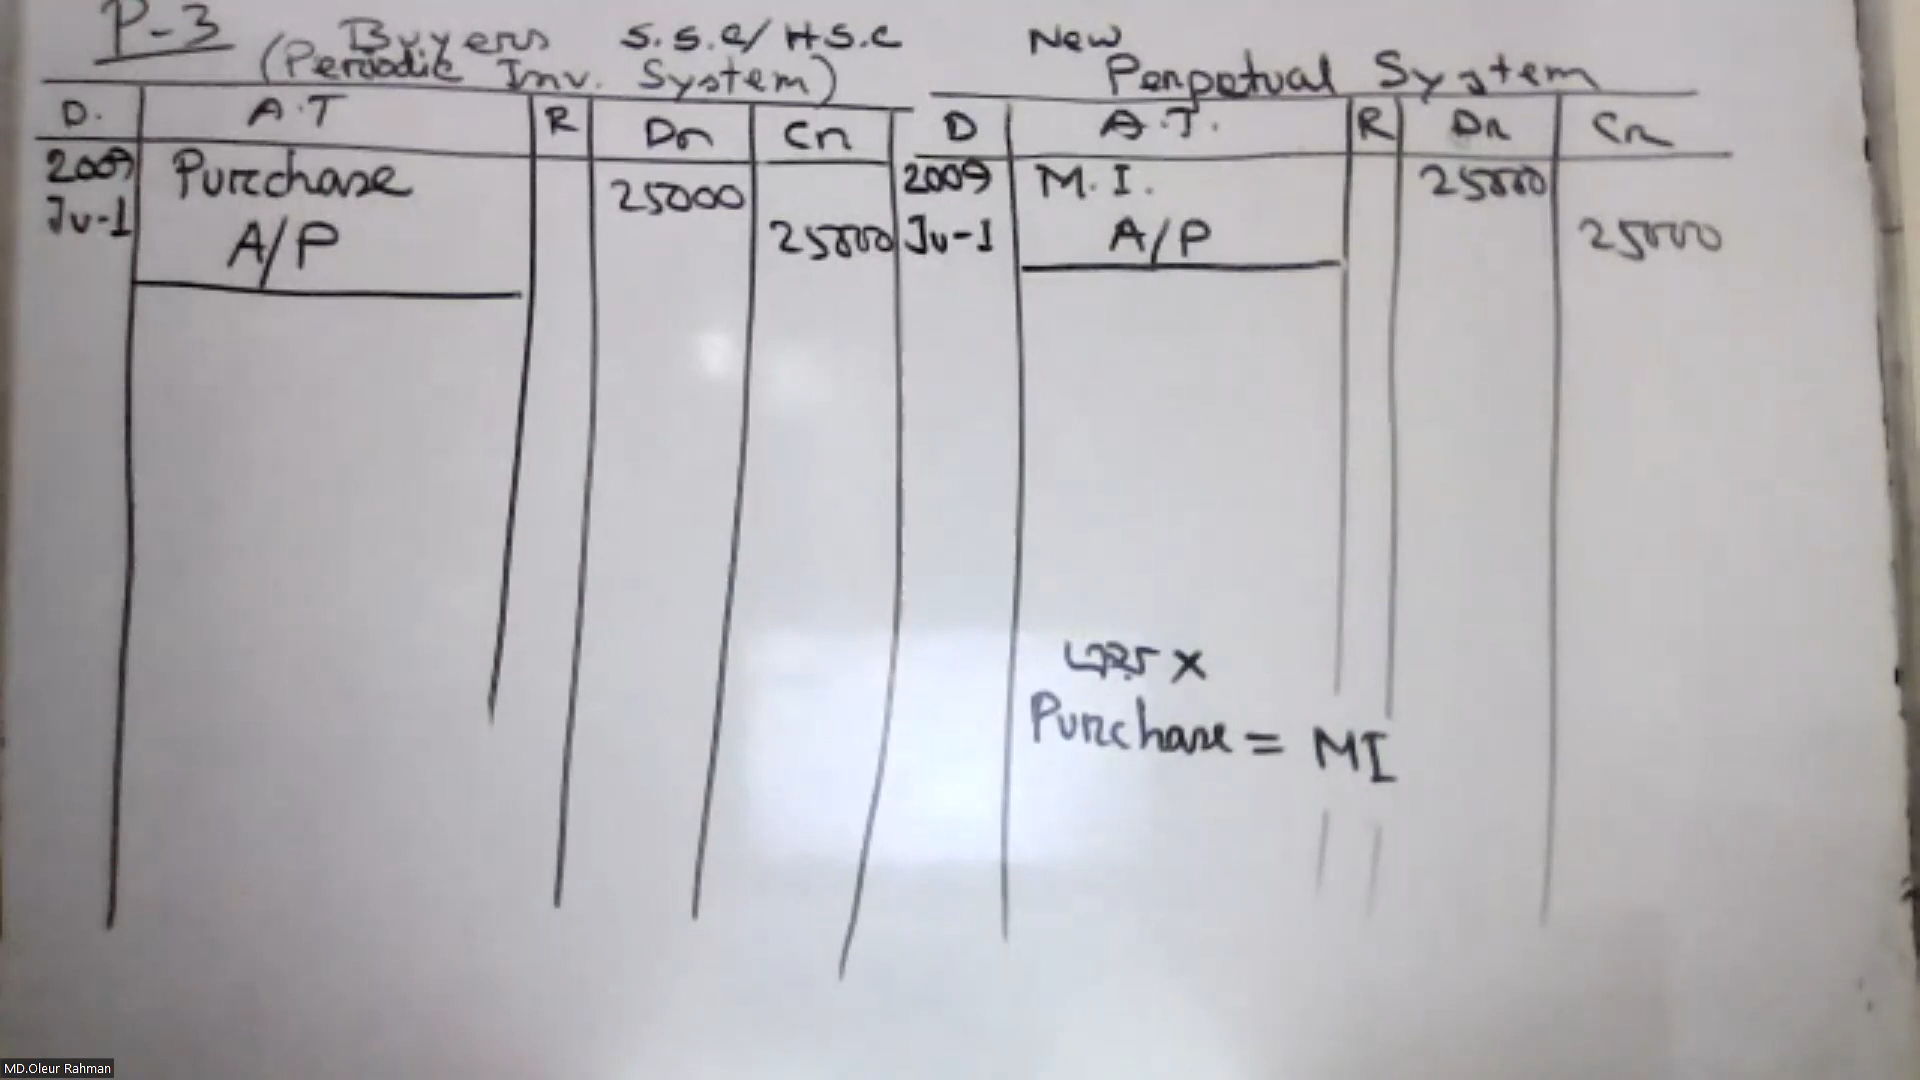 P-3
Buyers S.S.C/HS.C
(Periodic Inv. System)
D. A.T R Dr Cr
2009 Purchase 25000
Ju-1 A/P 25000
New
Perpetual System
D A.T. R Dr Cr
2009 M.I. 25000
Ju-1 A/P 25000
x
Purchase = MI
MD.Oleur Rahman